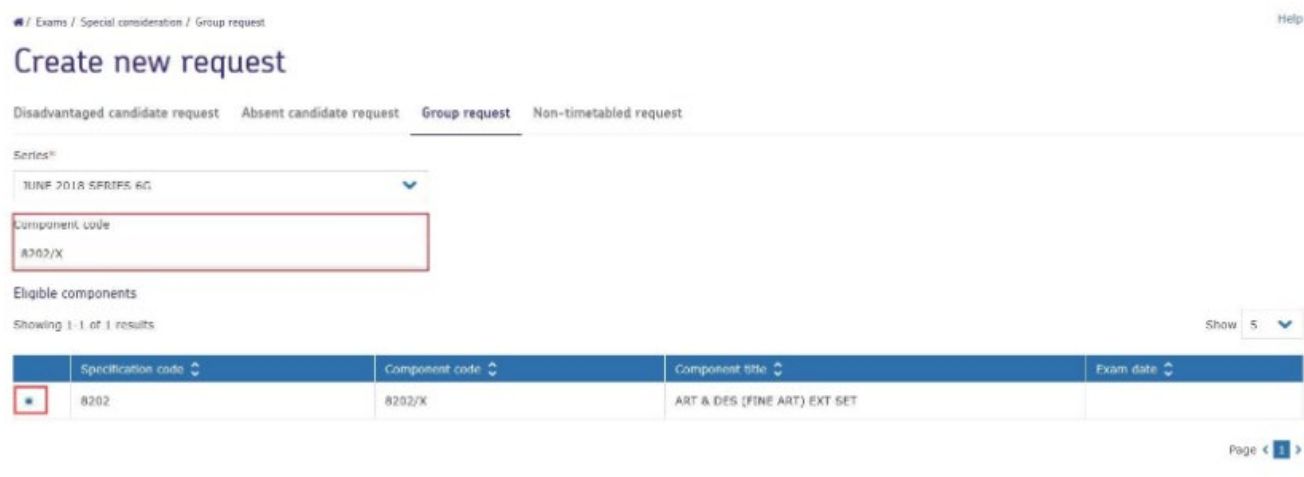 / Exams / Special consideration / Group request
Help
Create new request
Disadvantaged candidate request Absent candidate request Group request Non-timetabled request
Series*
JUNE 2018 SERIES 6G
Component code
8202/X
Eligible components
Showing 1-1 of 1 results
Show 5
Specification code Component code Component title Exam date
8202 8202/X ART & DES (FINE ART) EXT SET
Page < 1 >